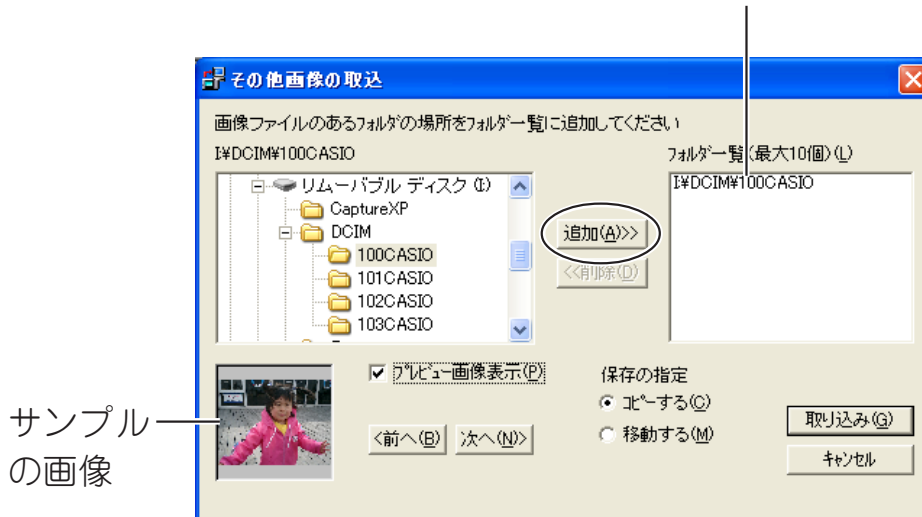 その他画像の取込
画像ファイルのあるフォルダの場所をフォルダ一覧に追加してください
I:¥DCIM¥100CASIO
フォルダ一覧(最大10個)(L)
リムーバブル ディスク (I:)
CaptureXP
DCIM
100CASIO
101CASIO
102CASIO
103CASIO
追加(A)>>
<<削除(D)
I:¥DCIM¥100CASIO
プレビュー画像表示(P)
<前へ(B)
次へ(N)>
保存の指定
コピーする(C)
移動する(M)
取り込み(G)
キャンセル
サンプル
の画像